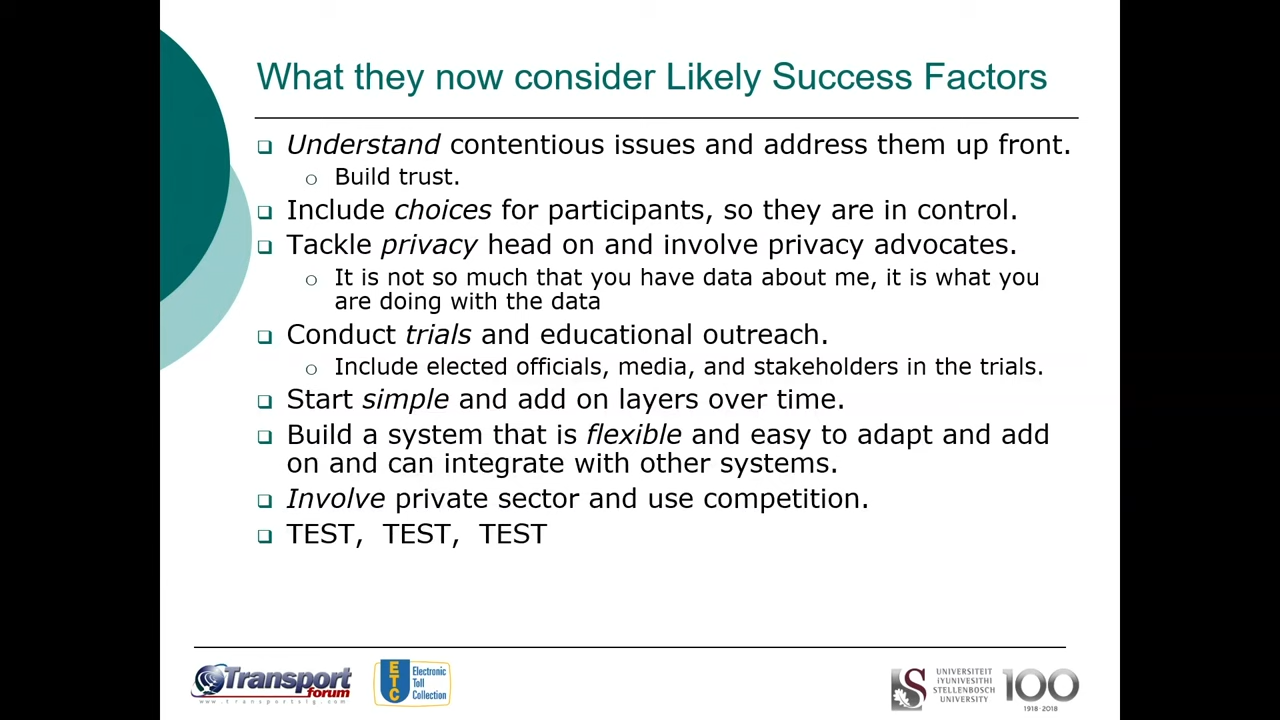 What they now consider Likely Success Factors
Understand contentious issues and address them up front.
Build trust.
Include choices for participants, so they are in control.
Tackle privacy head on and involve privacy advocates.
It is not so much that you have data about me, it is what you
are doing with the data
Conduct trials and educational outreach.
Include elected officials, media, and stakeholders in the trials.
Start simple and add on layers over time.
Build a system that is flexible and easy to adapt and add
on and can integrate with other systems.
Involve private sector and use competition.
TEST, TEST, TEST
Transport
forum
www.transportsig.com
ETC
Electronic
Toll
Collection
UNIVERSITEIT
iYUNIVESITHI
STELLENBOSCH
UNIVERSITY
100
1918·2018